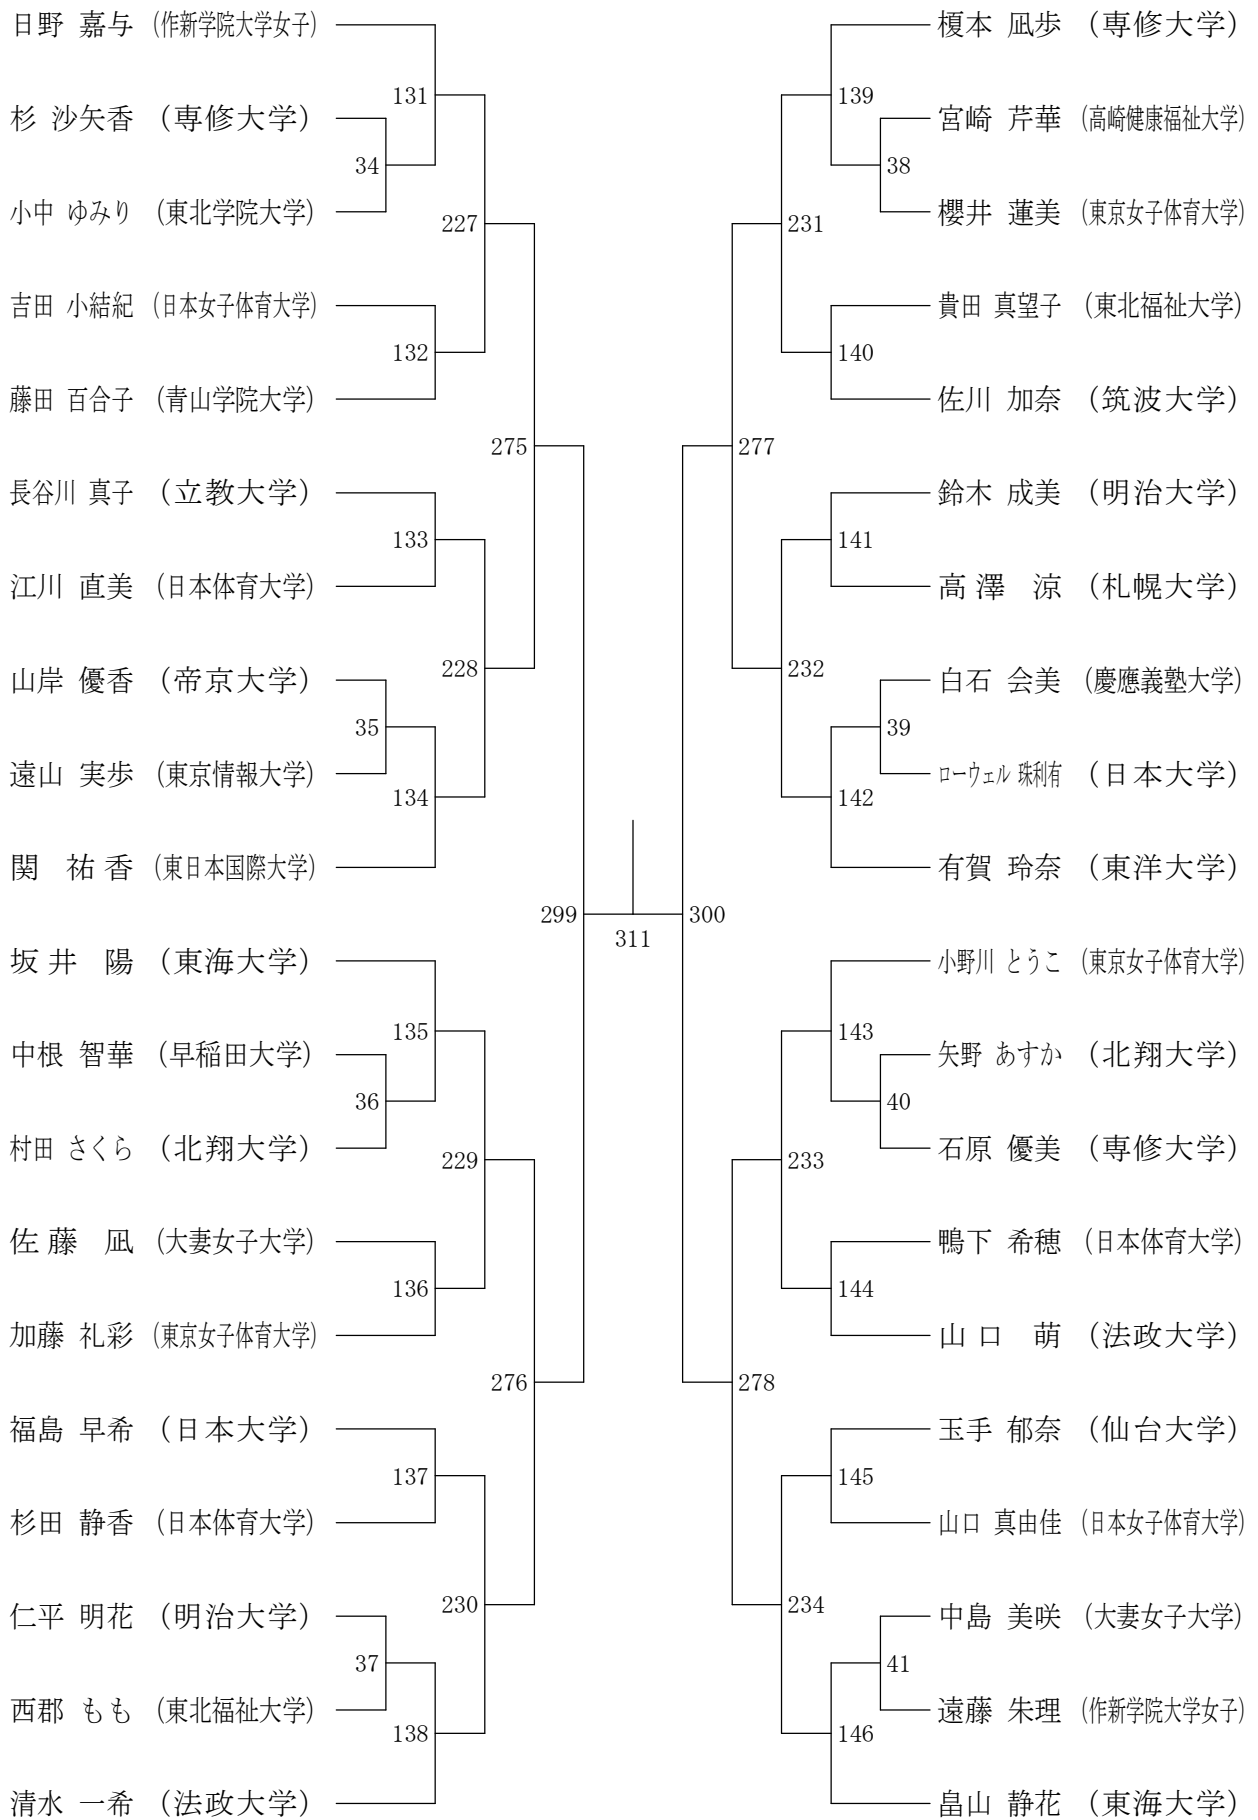 日野 嘉与 (作新学院大学女子)
131
杉 沙矢香 (専修大学)
34
小中 ゆみり (東北学院大学)
227
吉田 小結紀 (日本女子体育大学)
132
藤田 百合子 (青山学院大学)
275
長谷川 真子 (立教大学)
133
江川 直美 (日本体育大学)
228
山岸 優香 (帝京大学)
35
遠山 実歩 (東京情報大学)
134
関 祐香 (東日本国際大学)
299
坂井 陽 (東海大学)
135
中根 智華 (早稲田大学)
36
村田 さくら (北翔大学)
229
佐藤 凪 (大妻女子大学)
136
加藤 礼彩 (東京女子体育大学)
276
福島 早希 (日本大学)
137
杉田 静香 (日本体育大学)
230
仁平 明花 (明治大学)
37
西郡 もも (東北福祉大学)
138
清水 一希 (法政大学)
311
榎本 凪歩 (専修大学)
139
宮崎 芹華 (高崎健康福祉大学)
38
櫻井 蓮美 (東京女子体育大学)
231
貴田 真望子 (東北福祉大学)
140
佐川 加奈 (筑波大学)
277
鈴木 成美 (明治大学)
141
高澤 涼 (札幌大学)
232
白石 会美 (慶應義塾大学)
39
ローウェル 珠利有 (日本大学)
142
有賀 玲奈 (東洋大学)
300
小野川 とうこ (東京女子体育大学)
143
矢野 あすか (北翔大学)
40
石原 優美 (専修大学)
233
鴨下 希穂 (日本体育大学)
144
山口 萌 (法政大学)
278
玉手 郁奈 (仙台大学)
145
山口 真由佳 (日本女子体育大学)
234
中島 美咲 (大妻女子大学)
41
遠藤 朱理 (作新学院大学女子)
146
畠山 静花 (東海大学)